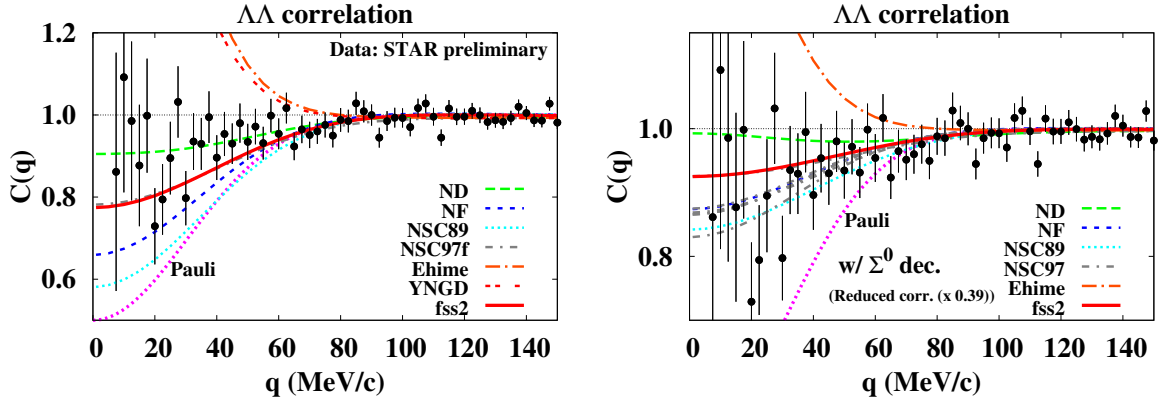 ΛΛ correlation
1.2
1.0
0.8
0.6
C(q)
Data: STAR preliminary
Pauli
ND
NF
NSC89
NSC97f
Ehime
YNGD
fss2
0 20 40 60 80 100 120 140
q (MeV/c)
ΛΛ correlation
1.0
0.8
C(q)
Pauli
w/ Σ⁰ dec.
(Reduced corr. (x 0.39))
ND
NF
NSC89
NSC97
Ehime
fss2
0 20 40 60 80 100 120 140
q (MeV/c)